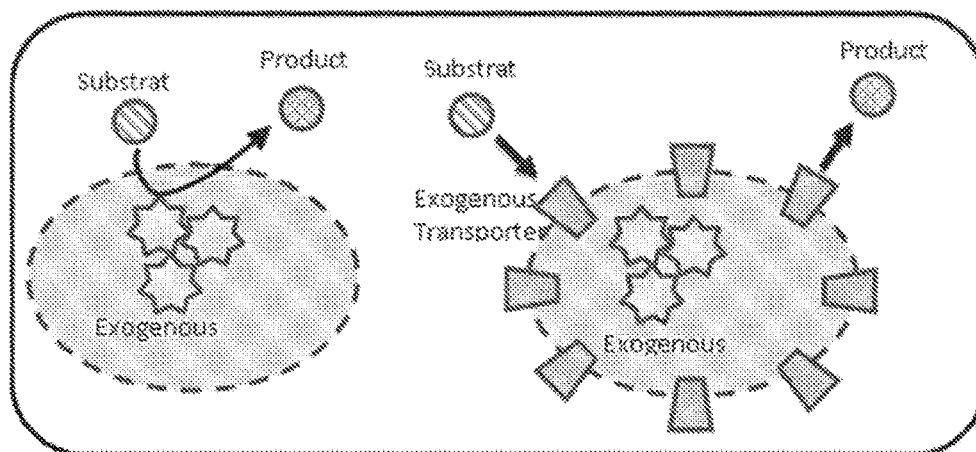 Substrat
Product
Exogenous
Substrat
Product
Exogenous
Transporter
Exogenous